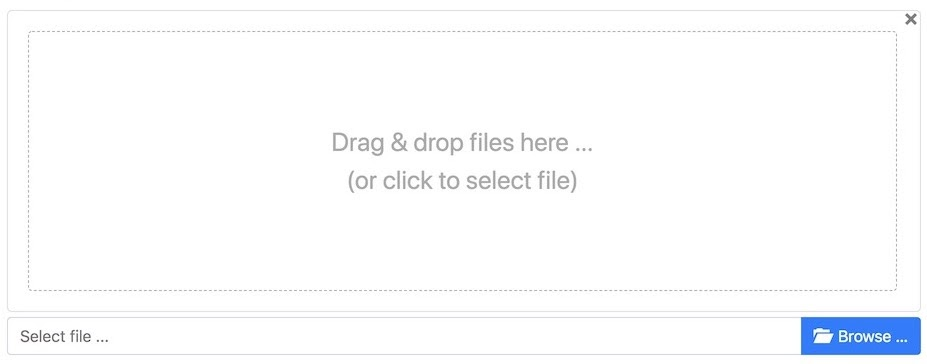 Drag & drop files here ...
(or click to select file)
Select file ...
Browse ...